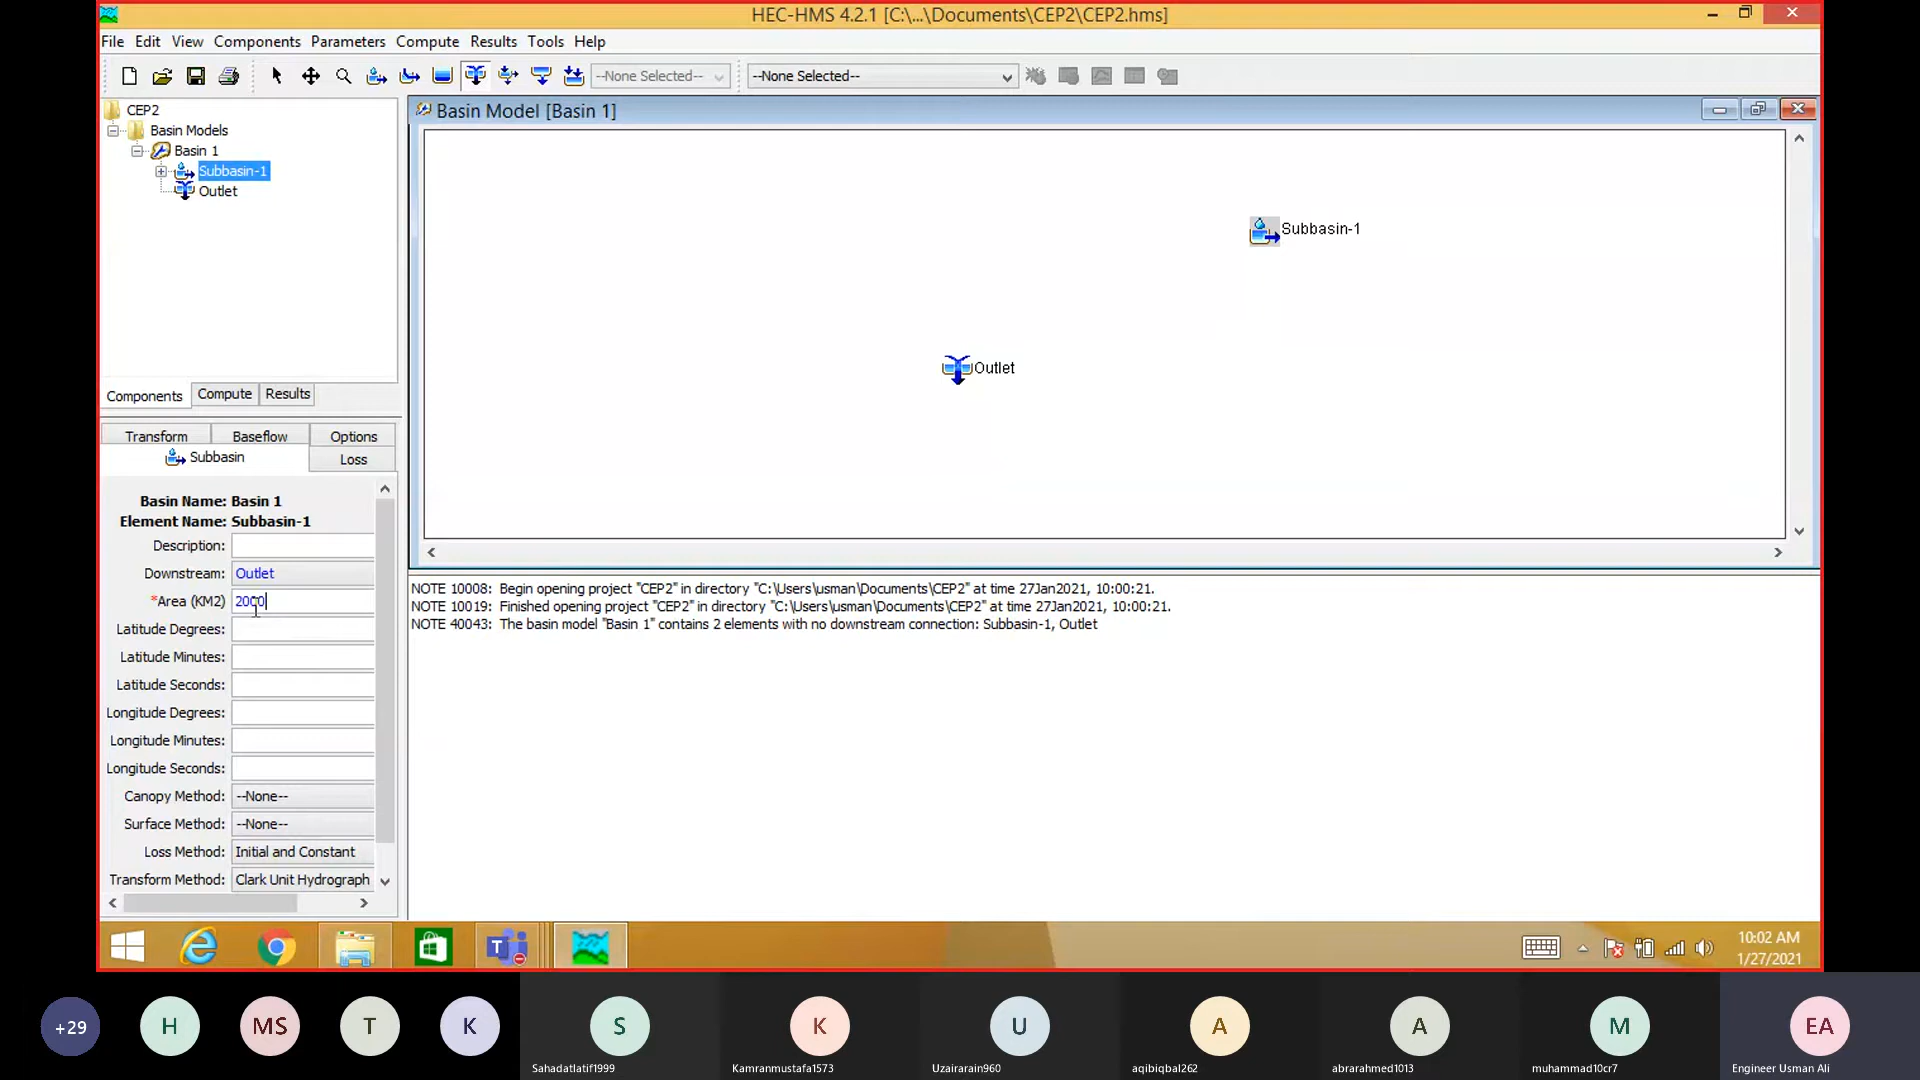 HEC-HMS 4.2.1 [C:\...\Documents\CEP2\CEP2.hms]
File Edit View Components Parameters Compute Results Tools Help
--None Selected-- --None Selected--
CEP2
Basin Models
Basin 1
Subbasin-1
Outlet
Components Compute Results
Transform Baseflow Options
Subbasin Loss
Basin Name: Basin 1
Element Name: Subbasin-1
Description:
Downstream: Outlet
*Area (KM2) 2000
Latitude Degrees:
Latitude Minutes:
Latitude Seconds:
Longitude Degrees:
Longitude Minutes:
Longitude Seconds:
Canopy Method: --None--
Surface Method: --None--
Loss Method: Initial and Constant
Transform Method: Clark Unit Hydrograph
Basin Model [Basin 1]
Subbasin-1
Outlet
NOTE 10008: Begin opening project "CEP2" in directory "C:\Users\usman\Documents\CEP2" at time 27Jan2021, 10:00:21.
NOTE 10019: Finished opening project "CEP2" in directory "C:\Users\usman\Documents\CEP2" at time 27Jan2021, 10:00:21.
NOTE 40043: The basin model "Basin 1" contains 2 elements with no downstream connection: Subbasin-1, Outlet
10:02 AM
1/27/2021
+29 H MS T K S K U A A M EA
Sahadatlatif1999 Kamranmustafa1573 Uzairarain960 aqibiqbal262 abrarahmed1013 muhammad10cr7 Engineer Usman Ali